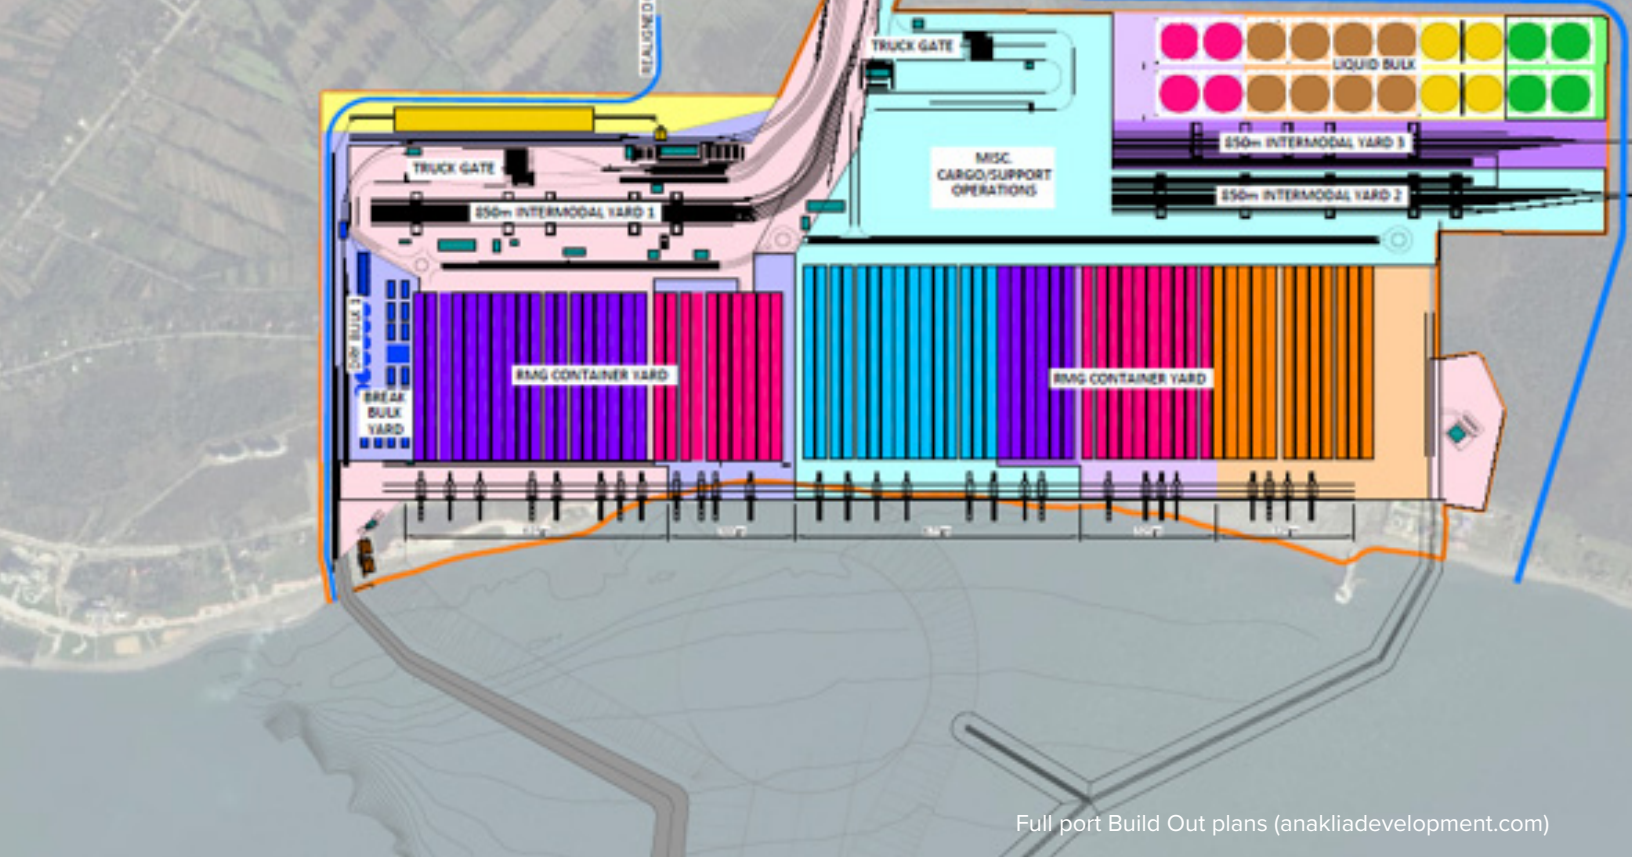 REALIGNED
TRUCK GATE
LIQUID BULK
850m INTERMODAL YARD 3
MISC.
CARGO/SUPPORT
OPERATIONS
TRUCK GATE
850m INTERMODAL YARD 2
850m INTERMODAL YARD 1
DRY BULK 1
RMG CONTAINER YARD
RMG CONTAINER YARD
BREAK
BULK
YARD
Full port Build Out plans (anakliadevelopment.com)